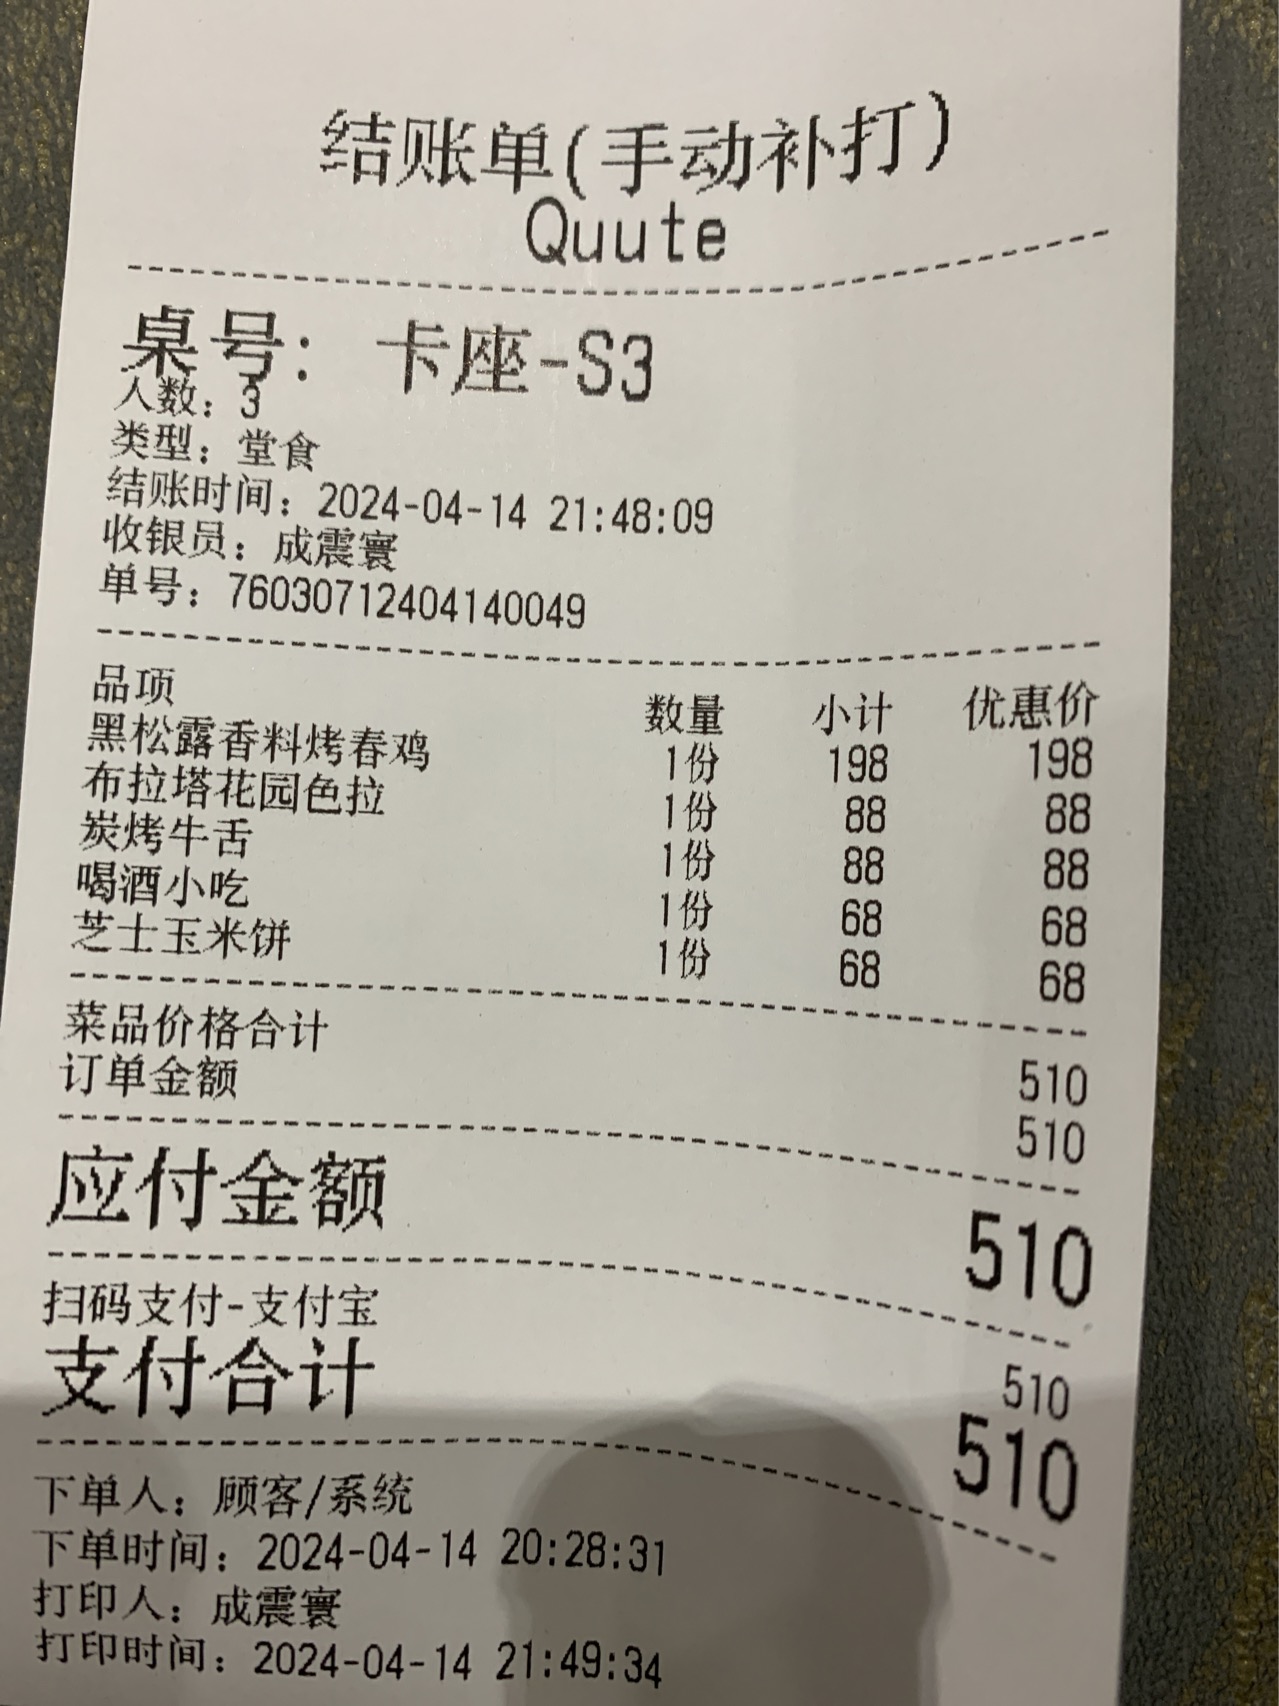 结账单(手动补打)
Quute
桌号: 卡座-S3
人数: 3
类型: 堂食
结账时间: 2024-04-14 21:48:09
收银员: 成震寰
单号: 76030712404140049
品项 数量 小计 优惠价
黑松露香料烤春鸡 1份 198 198
布拉塔花园色拉 1份 88 88
炭烤牛舌 1份 88 88
喝酒小吃 1份 68 68
芝士玉米饼 1份 68 68
菜品价格合计 510
订单金额 510
应付金额 510
扫码支付-支付宝 510
支付合计 510
下单人: 顾客/系统
下单时间: 2024-04-14 20:28:31
打印人: 成震寰
打印时间: 2024-04-14 21:49:34